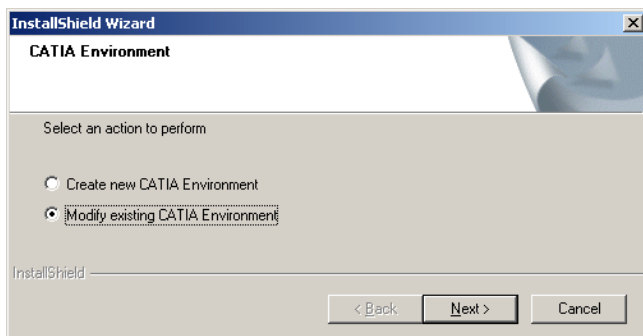 InstallShield Wizard
CATIA Environment
Select an action to perform
Create new CATIA Environment
Modify existing CATIA Environment
InstallShield
< Back Next > Cancel